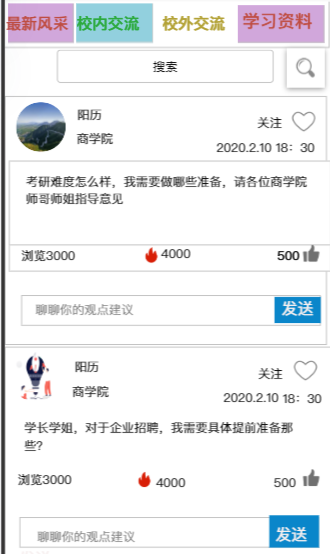 最新风采 校内交流 校外交流 学习资料
搜索
阳历
关注
商学院
2020.2.10 18：30
考研难度怎么样，我需要做哪些准备，请各位商学院
师哥师姐指导意见
浏览3000 4000 500
聊聊你的观点建议 发送
阳历
关注
商学院
2020.2.10 18：30
学长学姐，对于企业招聘，我需要具体提前准备那
些?
浏览3000 4000 500
聊聊你的观点建议 发送